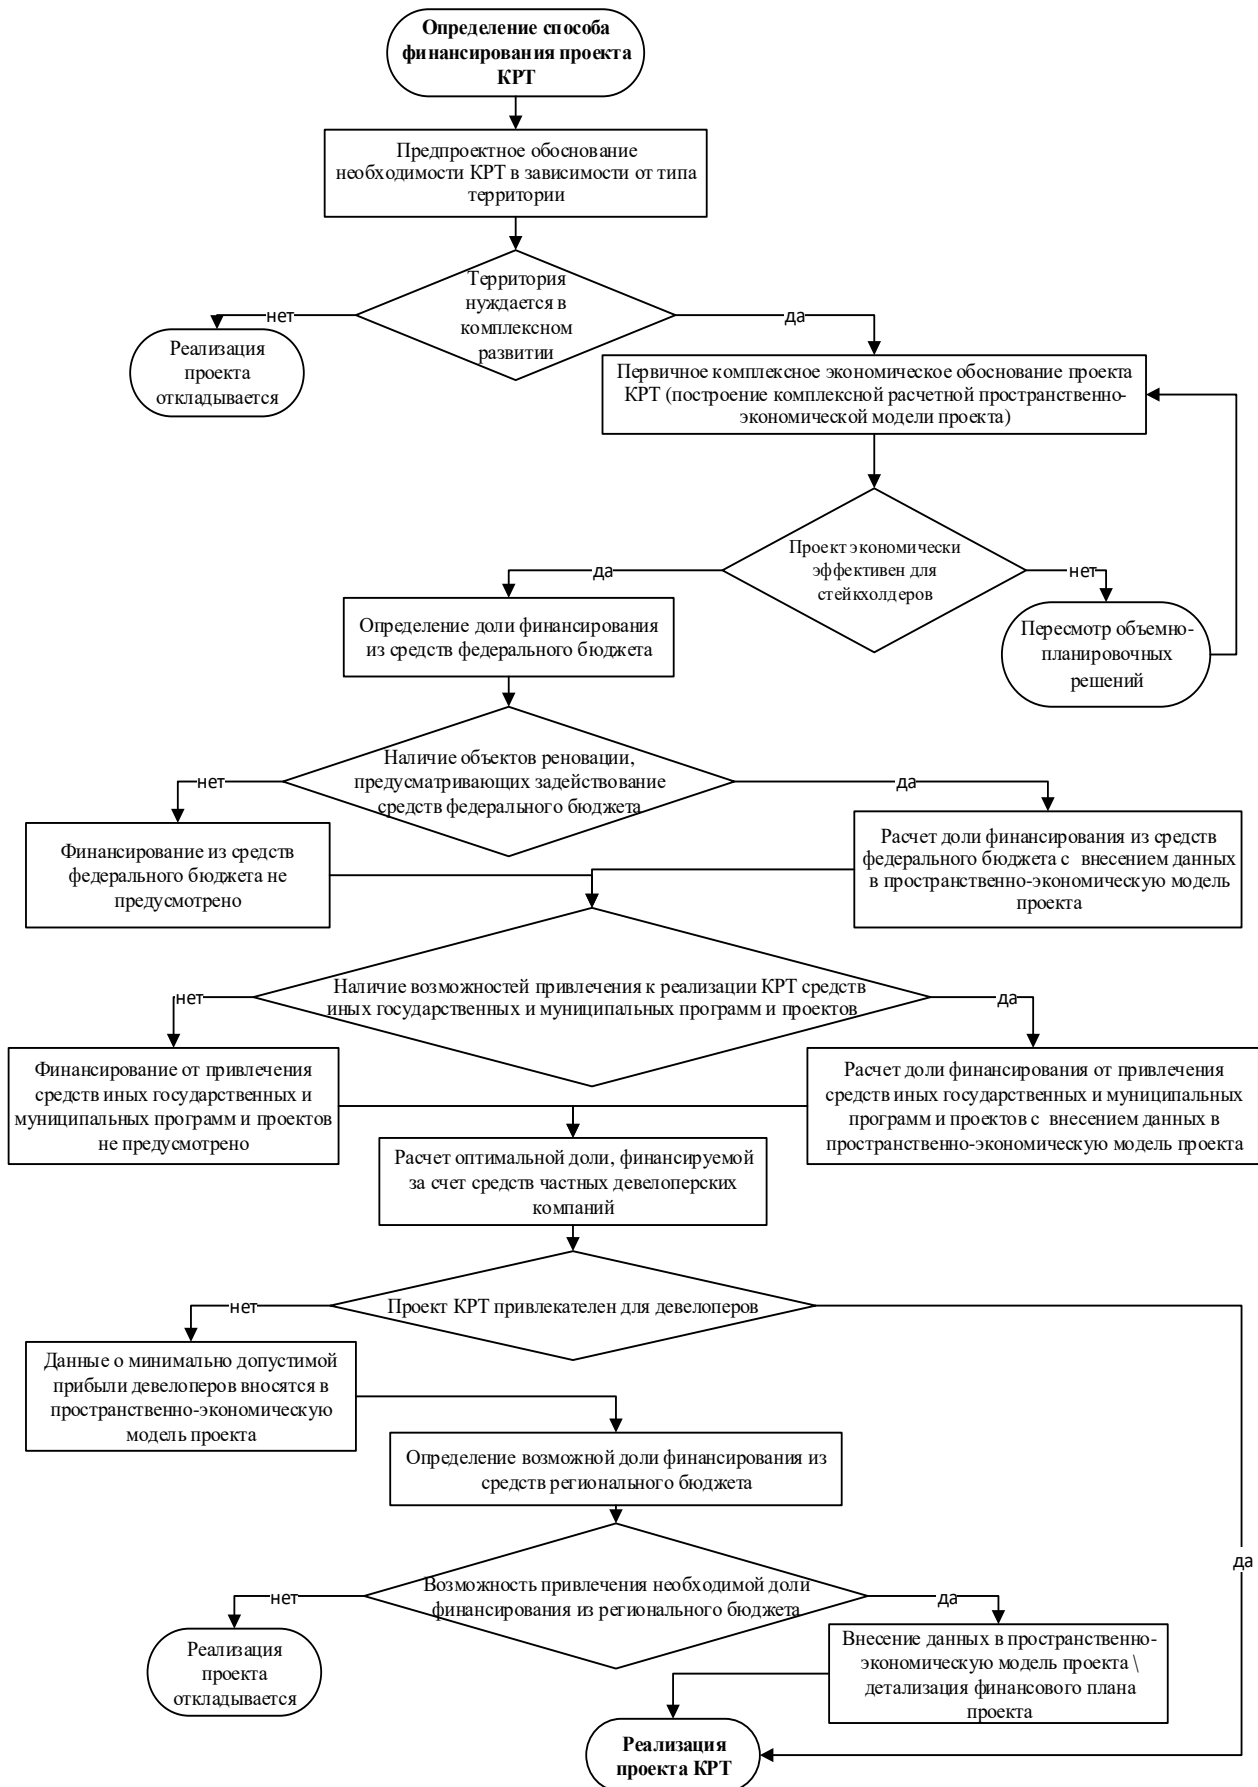 Определение способа
финансирования проекта
КРТ
Предпроектное обоснование
необходимости КРТ в зависимости от типа
территории
Территория
нуждается в
комплексном
развитии
нет
да
Реализация
проекта
откладывается
Первичное комплексное экономическое обоснование проекта
КРТ (построение комплексной расчетной пространственно-
экономической модели проекта)
Проект экономически
эффективен для
стейкхолдеров
да
нет
Определение доли финансирования
из средств федерального бюджета
Пересмотр объемно-
планировочных
решений
Наличие объектов реновации,
предусматривающих задействование
средств федерального бюджета
нет
да
Финансирование из средств
федерального бюджета не
предусмотрено
Расчет доли финансирования из средств
федерального бюджета с внесением данных
в пространственно-экономическую модель
проекта
Наличие возможностей привлечения к реализации КРТ средств
иных государственных и муниципальных программ и проектов
нет
да
Финансирование от привлечения
средств иных государственных и
муниципальных программ и проектов
не предусмотрено
Расчет доли финансирования от привлечения
средств иных государственных и муниципальных
программ и проектов с внесением данных в
пространственно-экономическую модель проекта
Расчет оптимальной доли, финансируемой
за счет средств частных девелоперских
компаний
Проект КРТ привлекателен для девелоперов
нет
Данные о минимально допустимой
прибыли девелоперов вносятся в
пространственно-экономическую
модель проекта
Определение возможной доли финансирования из
средств регионального бюджета
да
Возможность привлечения необходимой доли
финансирования из регионального бюджета
нет
да
Реализация
проекта
откладывается
Внесение данных в пространственно-
экономическую модель проекта \
детализация финансового плана
проекта
Реализация
проекта КРТ